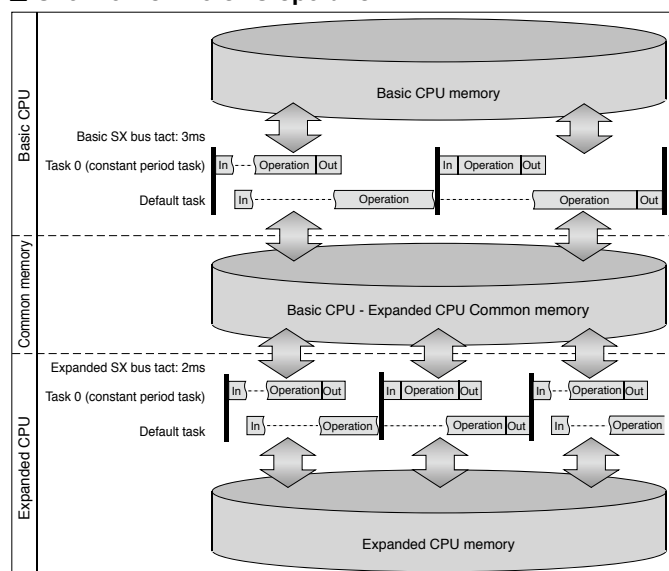 Basic CPU
Basic CPU memory
Basic SX bus tact: 3ms
Task 0 (constant period task)
In
Operation
Out
In
Operation
Out
Default task
In
Operation
Operation
Out
Common memory
Basic CPU - Expanded CPU Common memory
Expanded CPU
Expanded SX bus tact: 2ms
Task 0 (constant period task)
In
Operation
Out
In
Operation
Out
In
Operation
Out
Default task
In
Operation
Operation
Out
In
Operation
Expanded CPU memory